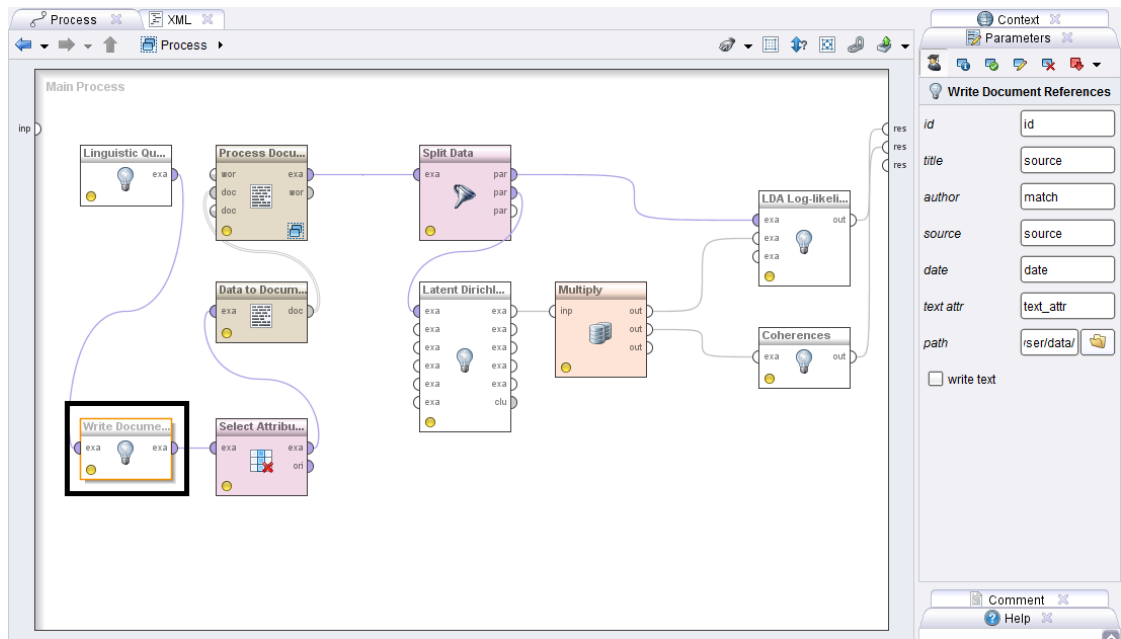 Process
XML
Context
Parameters
Process
Write Document References
Main Process
inp
res
res
res
Linguistic Qu...
exa
Process Docu...
wor
exa
doc
wor
doc
Split Data
exa
par
par
par
LDA Log-likeli...
exa
out
exa
exa
Data to Docum...
exa
doc
Latent Dirichl...
exa
exa
exa
exa
exa
exa
exa
exa
exa
exa
exa
clu
Multiply
inp
out
out
out
Coherences
exa
out
Write Docume...
exa
exa
Select Attribu...
exa
exa
ori
id
id
title
source
author
match
source
source
date
date
text attr
text_attr
path
ser/data/
write text
Comment
Help